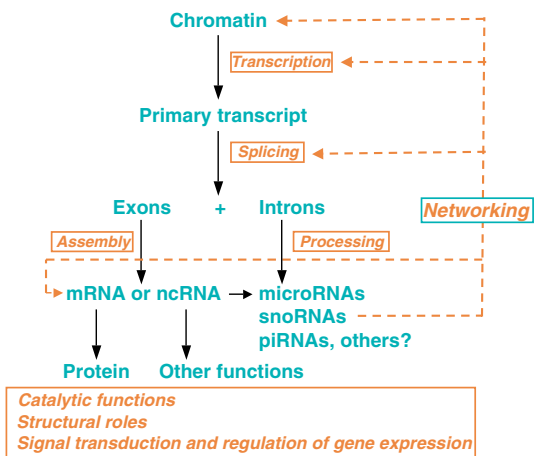 Chromatin
Transcription
Primary transcript
Splicing
Exons + Introns
Networking
Assembly
Processing
mRNA or ncRNA
microRNAs
snoRNAs
piRNAs, others?
Protein
Other functions
Catalytic functions
Structural roles
Signal transduction and regulation of gene expression